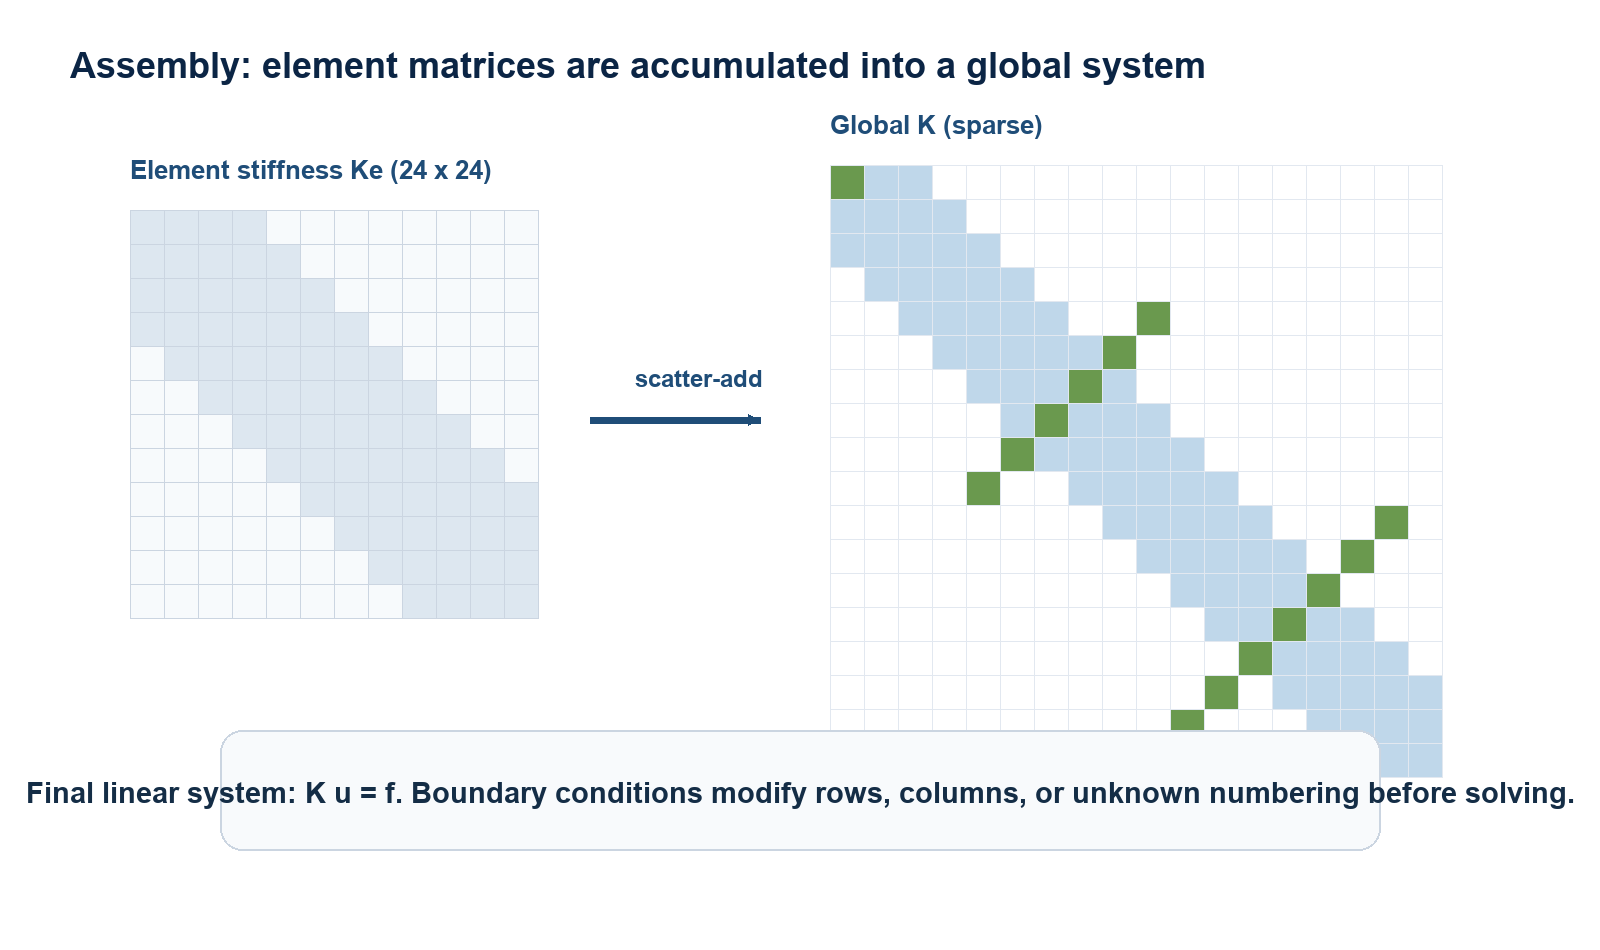 Assembly: element matrices are accumulated into a global system
Global K (sparse)
Element stiffness Ke (24 x 24)
scatter-add
Final linear system: K u = f. Boundary conditions modify rows, columns, or unknown numbering before solving.